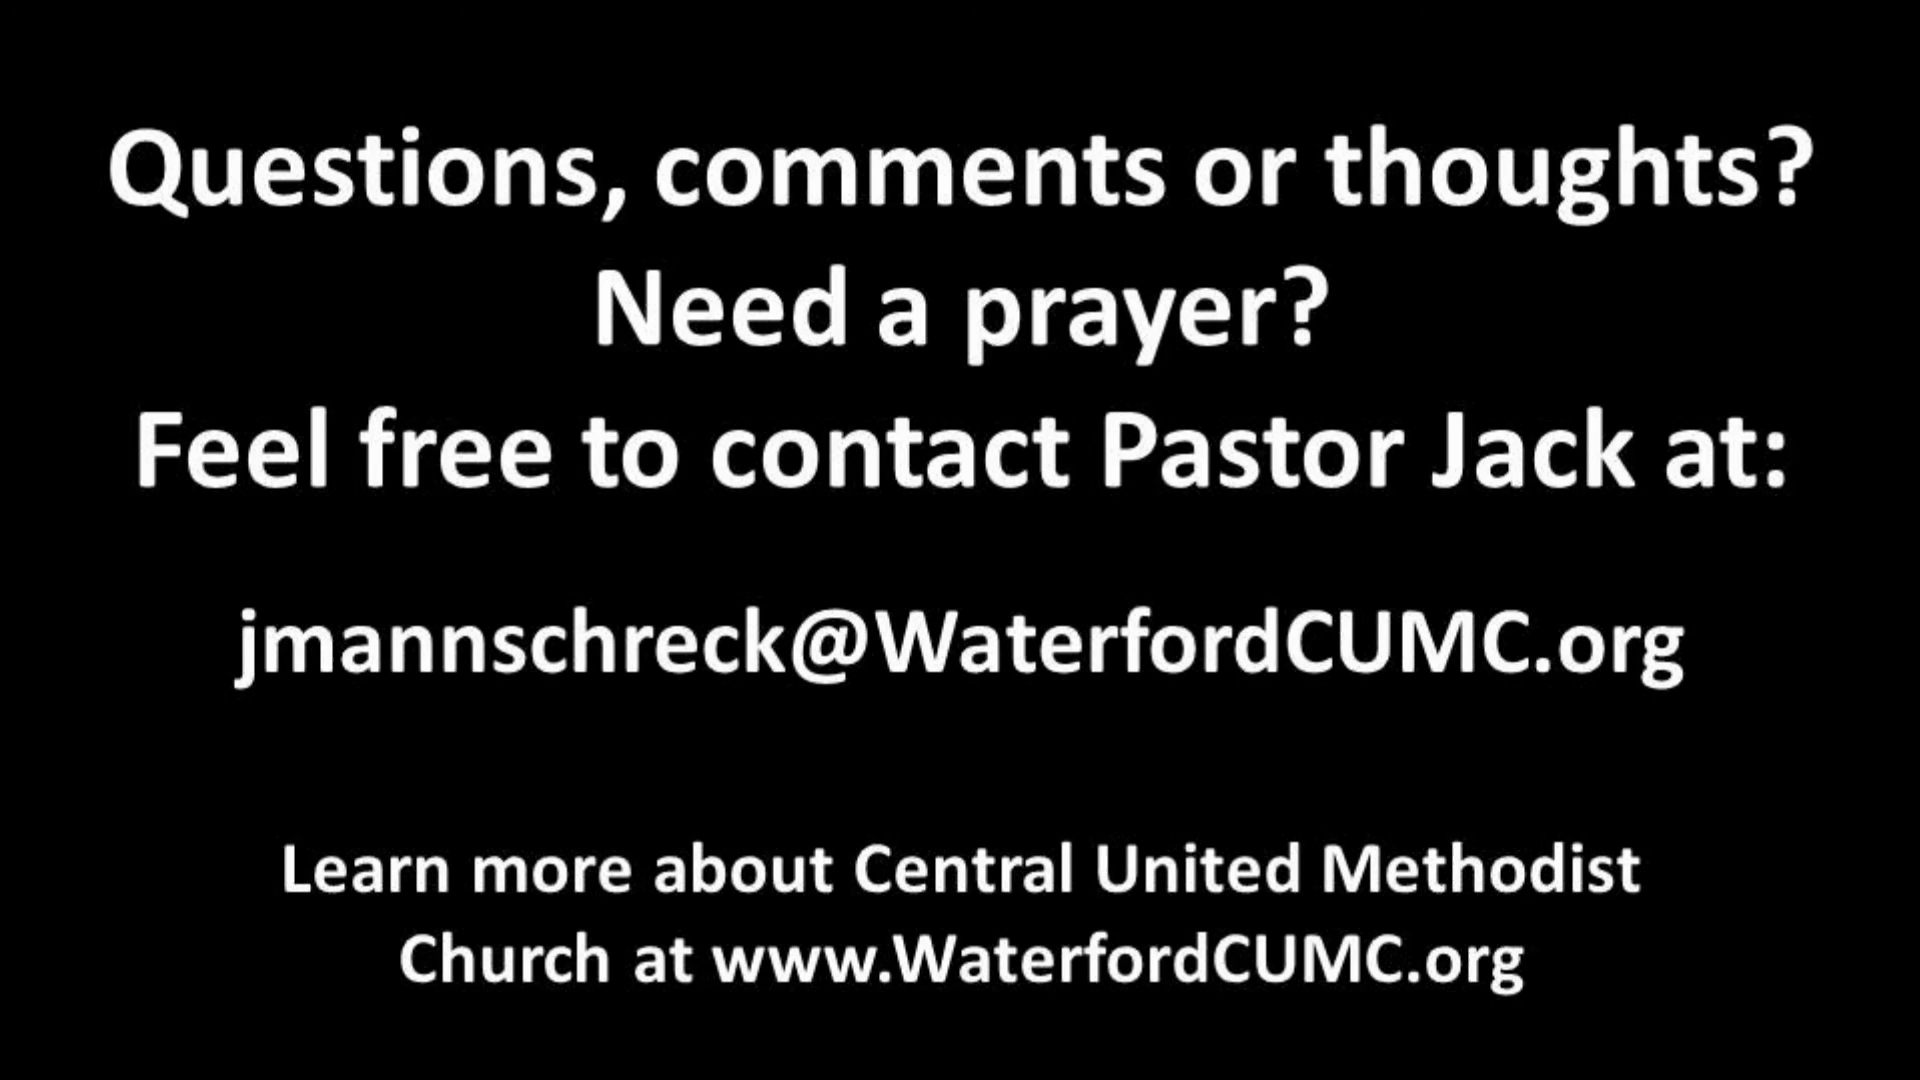 Questions, comments or thoughts?
Need a prayer?
Feel free to contact Pastor Jack at:
jmannschreck@WaterfordCUMC.org
Learn more about Central United Methodist
Church at www.WaterfordCUMC.org